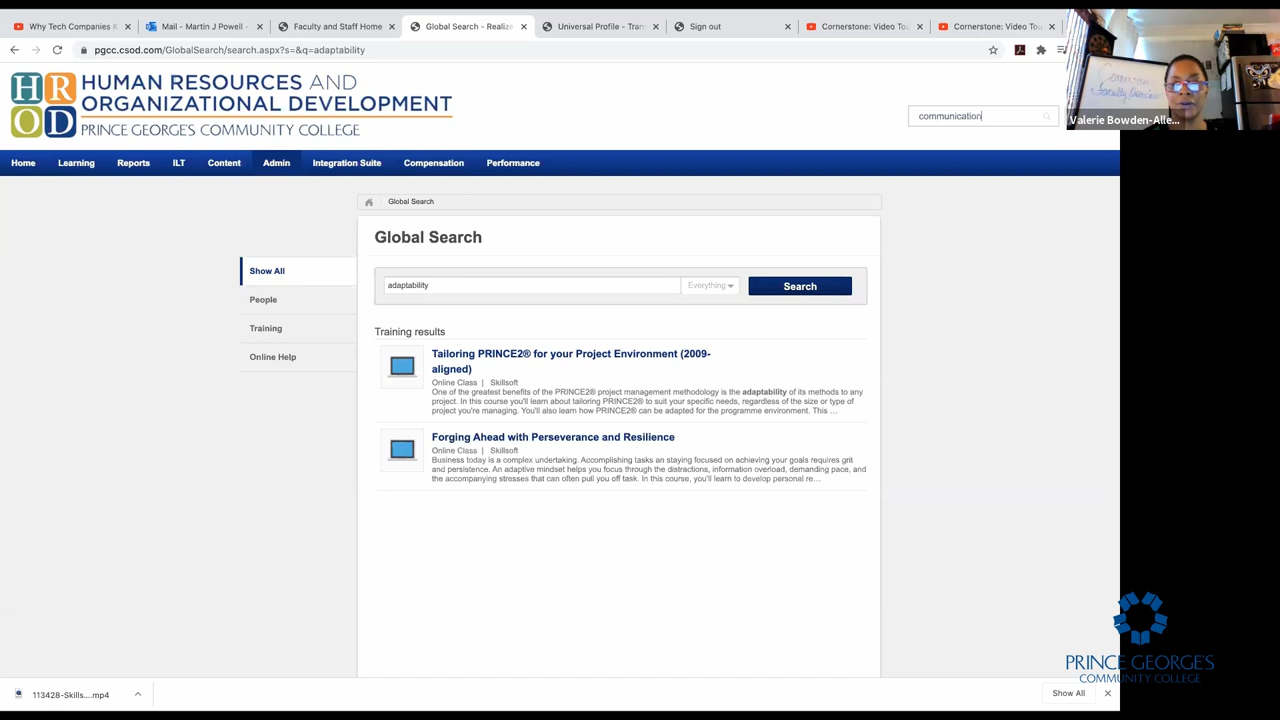 Why Tech Companies K
Mail - Martin J Powell -
Faculty and Staff Home
Global Search - Realize
Universal Profile - Tran
Sign out
Cornerstone: Video Tou
Cornerstone: Video Tou
pgcc.csod.com/GlobalSearch/search.aspx?s=&q=adaptability
HROD
HUMAN RESOURCES AND
ORGANIZATIONAL DEVELOPMENT
PRINCE GEORGE'S COMMUNITY COLLEGE
communication
Cornerstone
Faculty Overview
Valerie Bowden-Alle...
Home
Learning
Reports
ILT
Content
Admin
Integration Suite
Compensation
Performance
Global Search
Global Search
Show All
People
Training
Online Help
adaptability
Everything
Search
Training results
Tailoring PRINCE2® for your Project Environment (2009-
aligned)
Online Class | Skillsoft
One of the greatest benefits of the PRINCE2® project management methodology is the adaptability of its methods to any
project. In this course you'll learn about tailoring PRINCE2® to suit your specific needs, regardless of the size or type of
project you're managing. You'll also learn how PRINCE2® can be adapted for the programme environment. This ...
Forging Ahead with Perseverance and Resilience
Online Class | Skillsoft
Business today is a complex undertaking. Accomplishing tasks an staying focused on achieving your goals requires grit
and persistence. An adaptive mindset helps you focus through the distractions, information overload, demanding pace, and
the accompanying stresses that can often pull you off task. In this course, you'll learn to develop personal re...
PRINCE GEORGE'S
COMMUNITY COLLEGE
113428-Skills....mp4
Show All